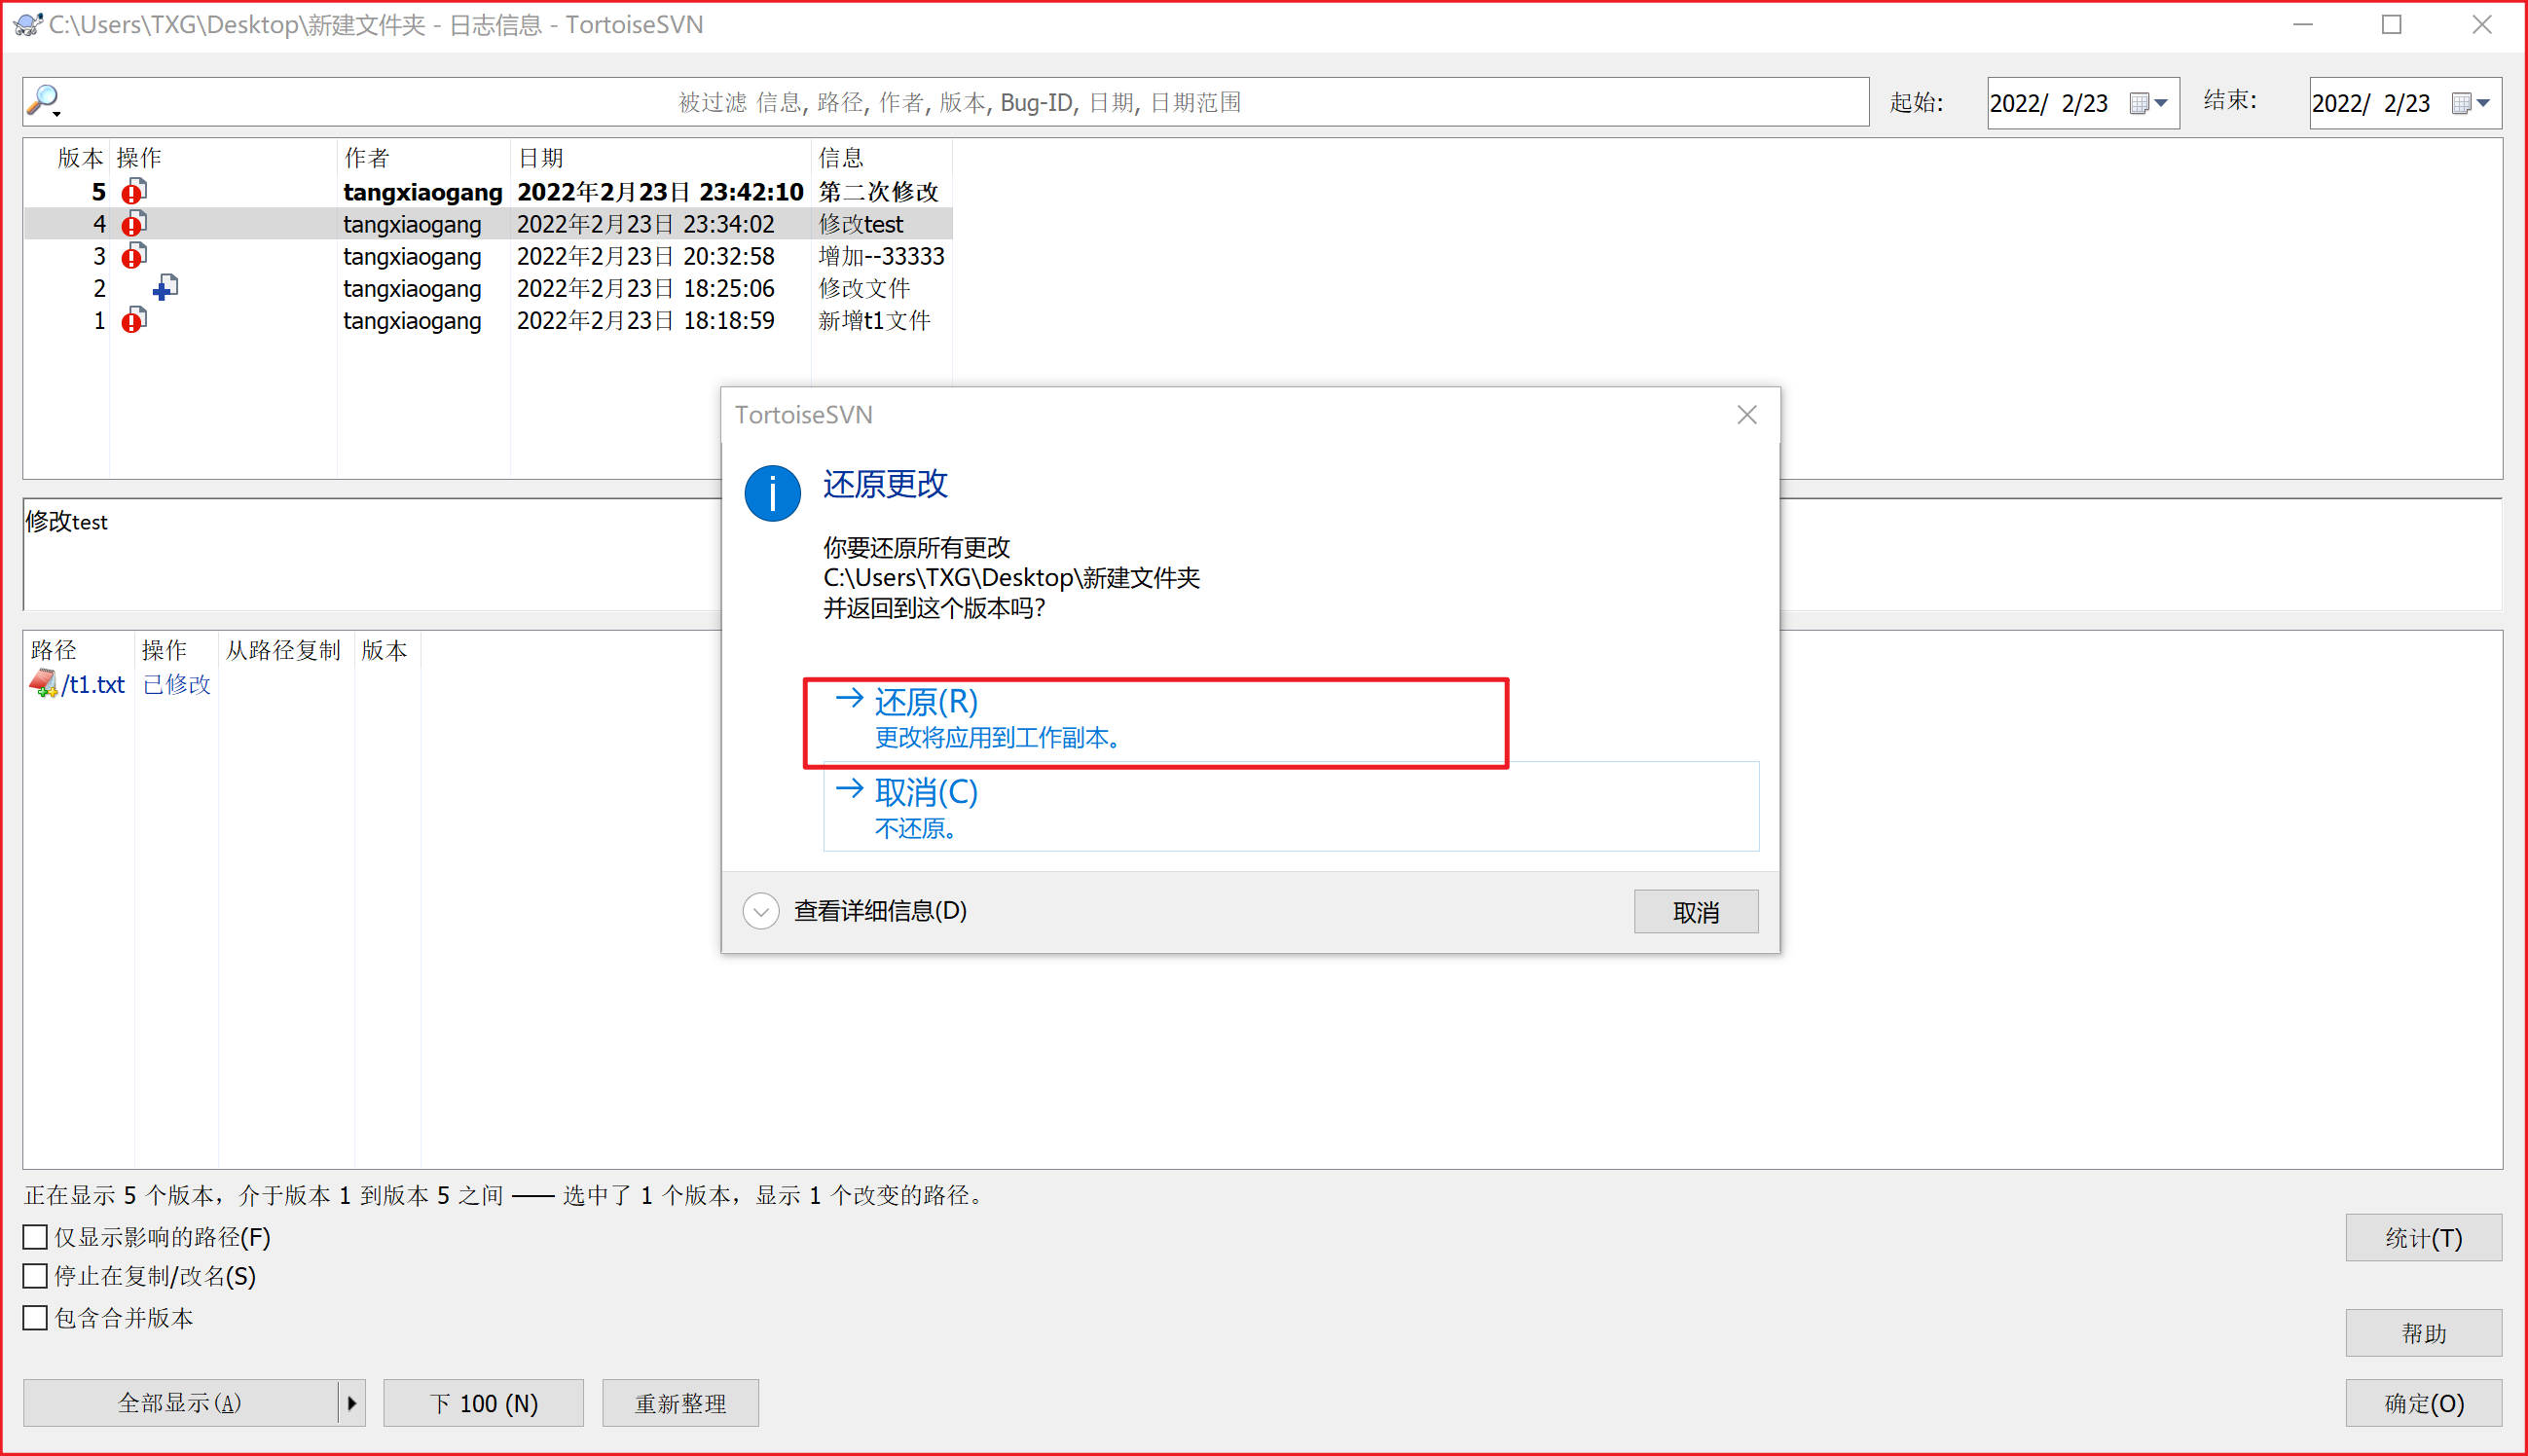 C:\Users\TXG\Desktop\新建文件夹 - 日志信息 - TortoiseSVN
被过滤 信息, 路径, 作者, 版本, Bug-ID, 日期, 日期范围
起始:
2022/ 2/23
结束:
2022/ 2/23
版本 操作 作者 日期 信息
5 tangxiaogang 2022年2月23日 23:42:10 第二次修改
4 tangxiaogang 2022年2月23日 23:34:02 修改test
3 tangxiaogang 2022年2月23日 20:32:58 增加--33333
2 tangxiaogang 2022年2月23日 18:25:06 修改文件
1 tangxiaogang 2022年2月23日 18:18:59 新增t1文件
修改test
路径 操作 从路径复制 版本
/t1.txt 已修改
TortoiseSVN
还原更改
你要还原所有更改
C:\Users\TXG\Desktop\新建文件夹
并返回到这个版本吗?
还原(R)
更改将应用到工作副本。
取消(C)
不还原。
查看详细信息(D)
取消
正在显示 5 个版本，介于版本 1 到版本 5 之间 —— 选中了 1 个版本，显示 1 个改变的路径。
仅显示影响的路径(F)
停止在复制/改名(S)
包含合并版本
统计(T)
帮助
全部显示(A)
下 100 (N)
重新整理
确定(O)